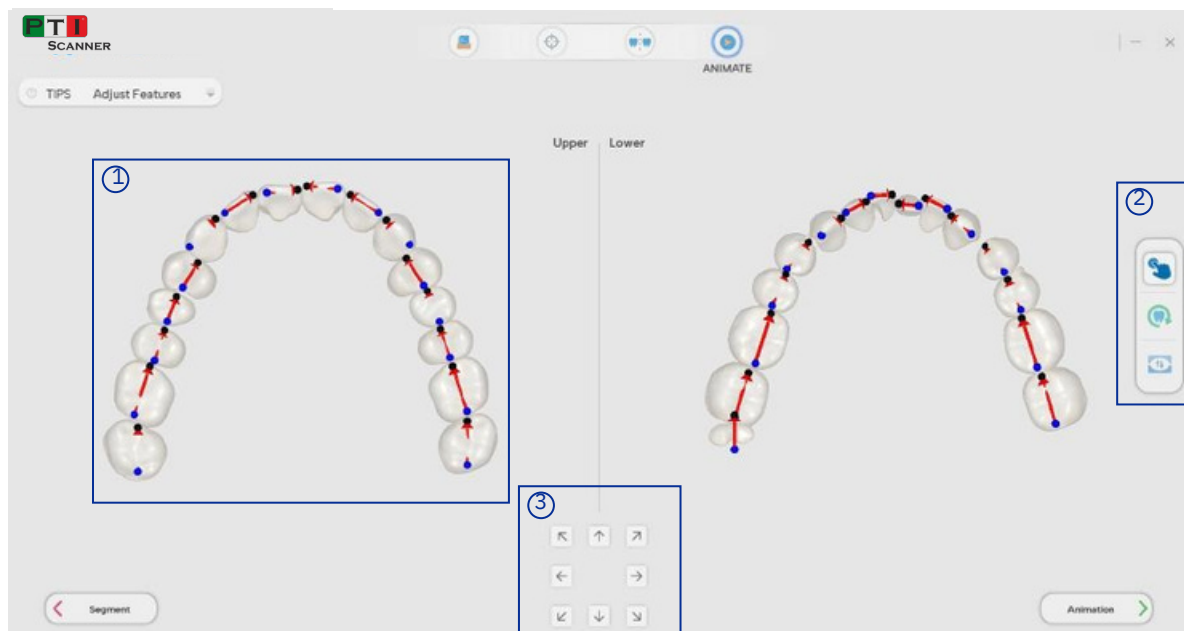 PTI
SCANNER
ANIMATE
TIPS Adjust Features
Upper Lower
1
2
3
Segment
Animation